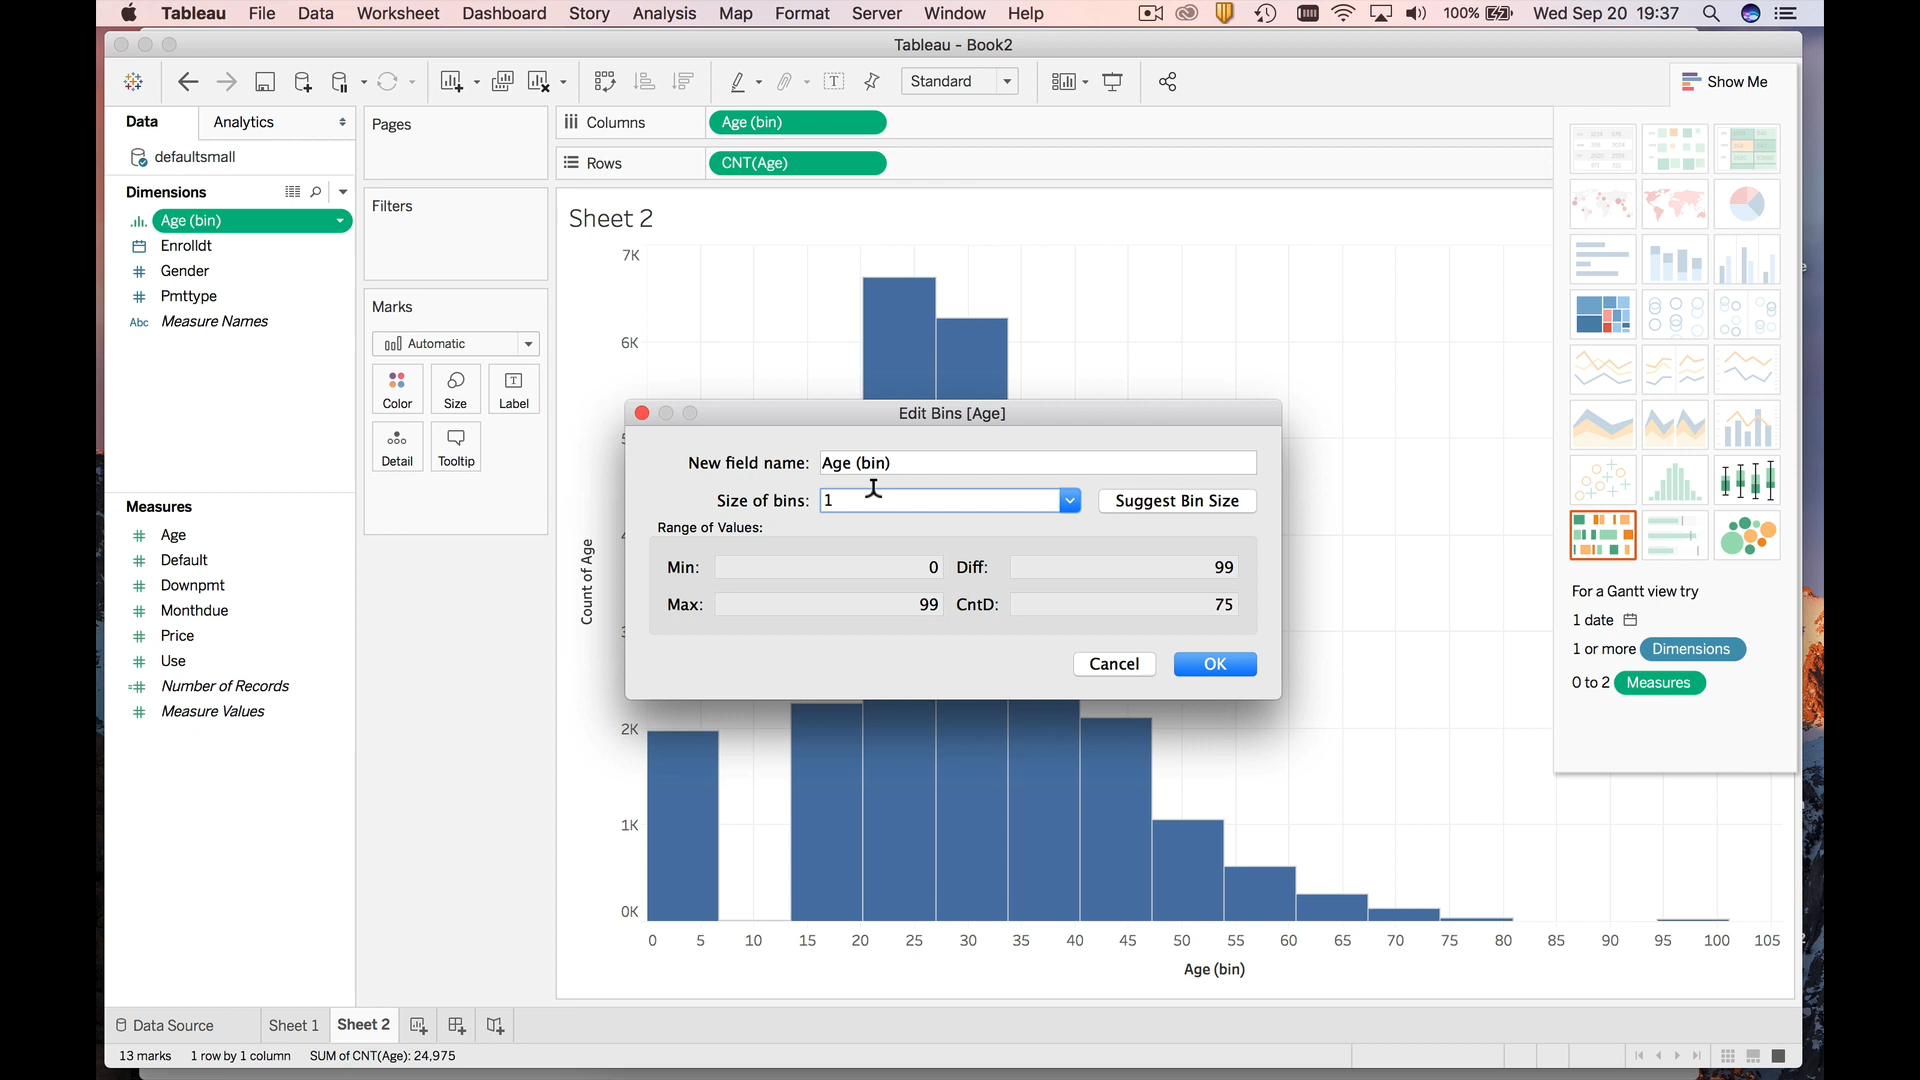 Tableau File Data Worksheet Dashboard Story Analysis Map Format Server Window Help 100% Wed Sep 20 19:37
Tableau - Book2
Standard
Show Me
Data Analytics
defaultsmall
Dimensions
Age (bin)
Enrolldt
Gender
Pmttype
Abc Measure Names
Measures
Age
Default
Downpmt
Monthdue
Price
Use
Number of Records
Measure Values
Pages
Filters
Marks
Automatic
Color Size Label
Detail Tooltip
Columns Age (bin)
Rows CNT(Age)
Sheet 2
7K
6K
2K
1K
0K
Count of Age
0 5 10 15 20 25 30 35 40 45 50 55 60 65 70 75 80 85 90 95 100 105
Age (bin)
Edit Bins [Age]
New field name: Age (bin)
Size of bins: 1 Suggest Bin Size
Range of Values:
Min: 0 Diff: 99
Max: 99 CntD: 75
Cancel OK
For a Gantt view try
1 date
1 or more Dimensions
0 to 2 Measures
Data Source Sheet 1 Sheet 2
13 marks 1 row by 1 column SUM of CNT(Age): 24,975